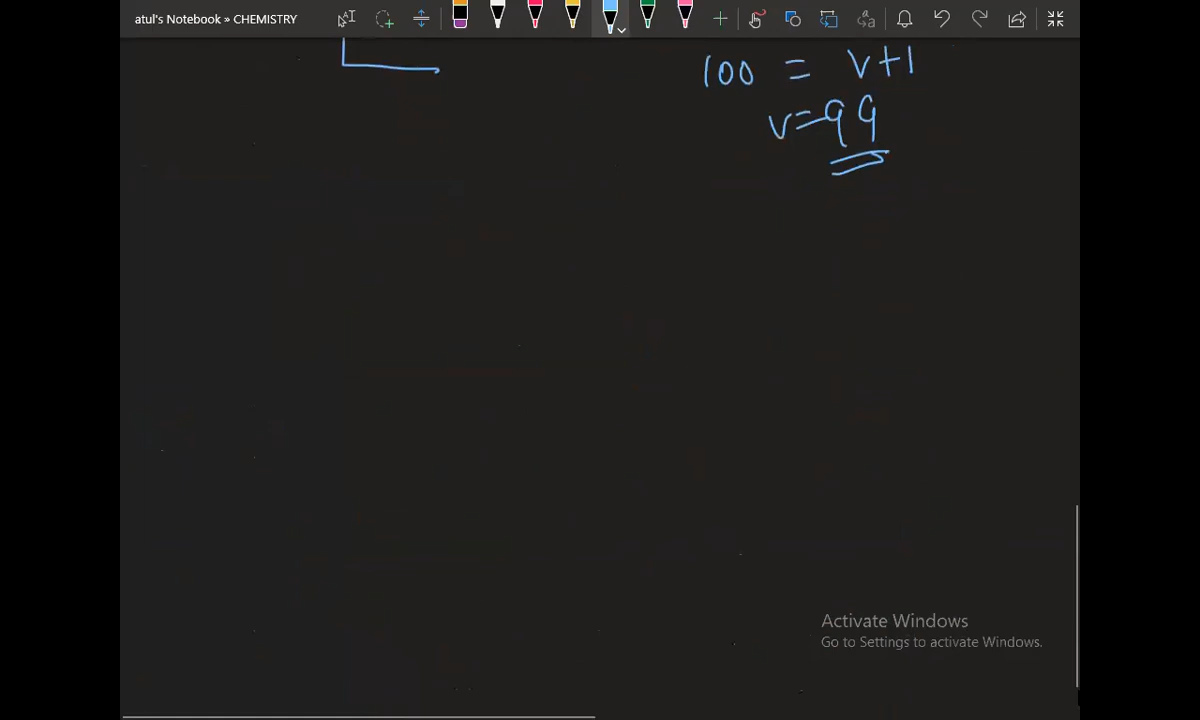 atul's Notebook » CHEMISTRY
100 = v+1
v=99
Activate Windows
Go to Settings to activate Windows.